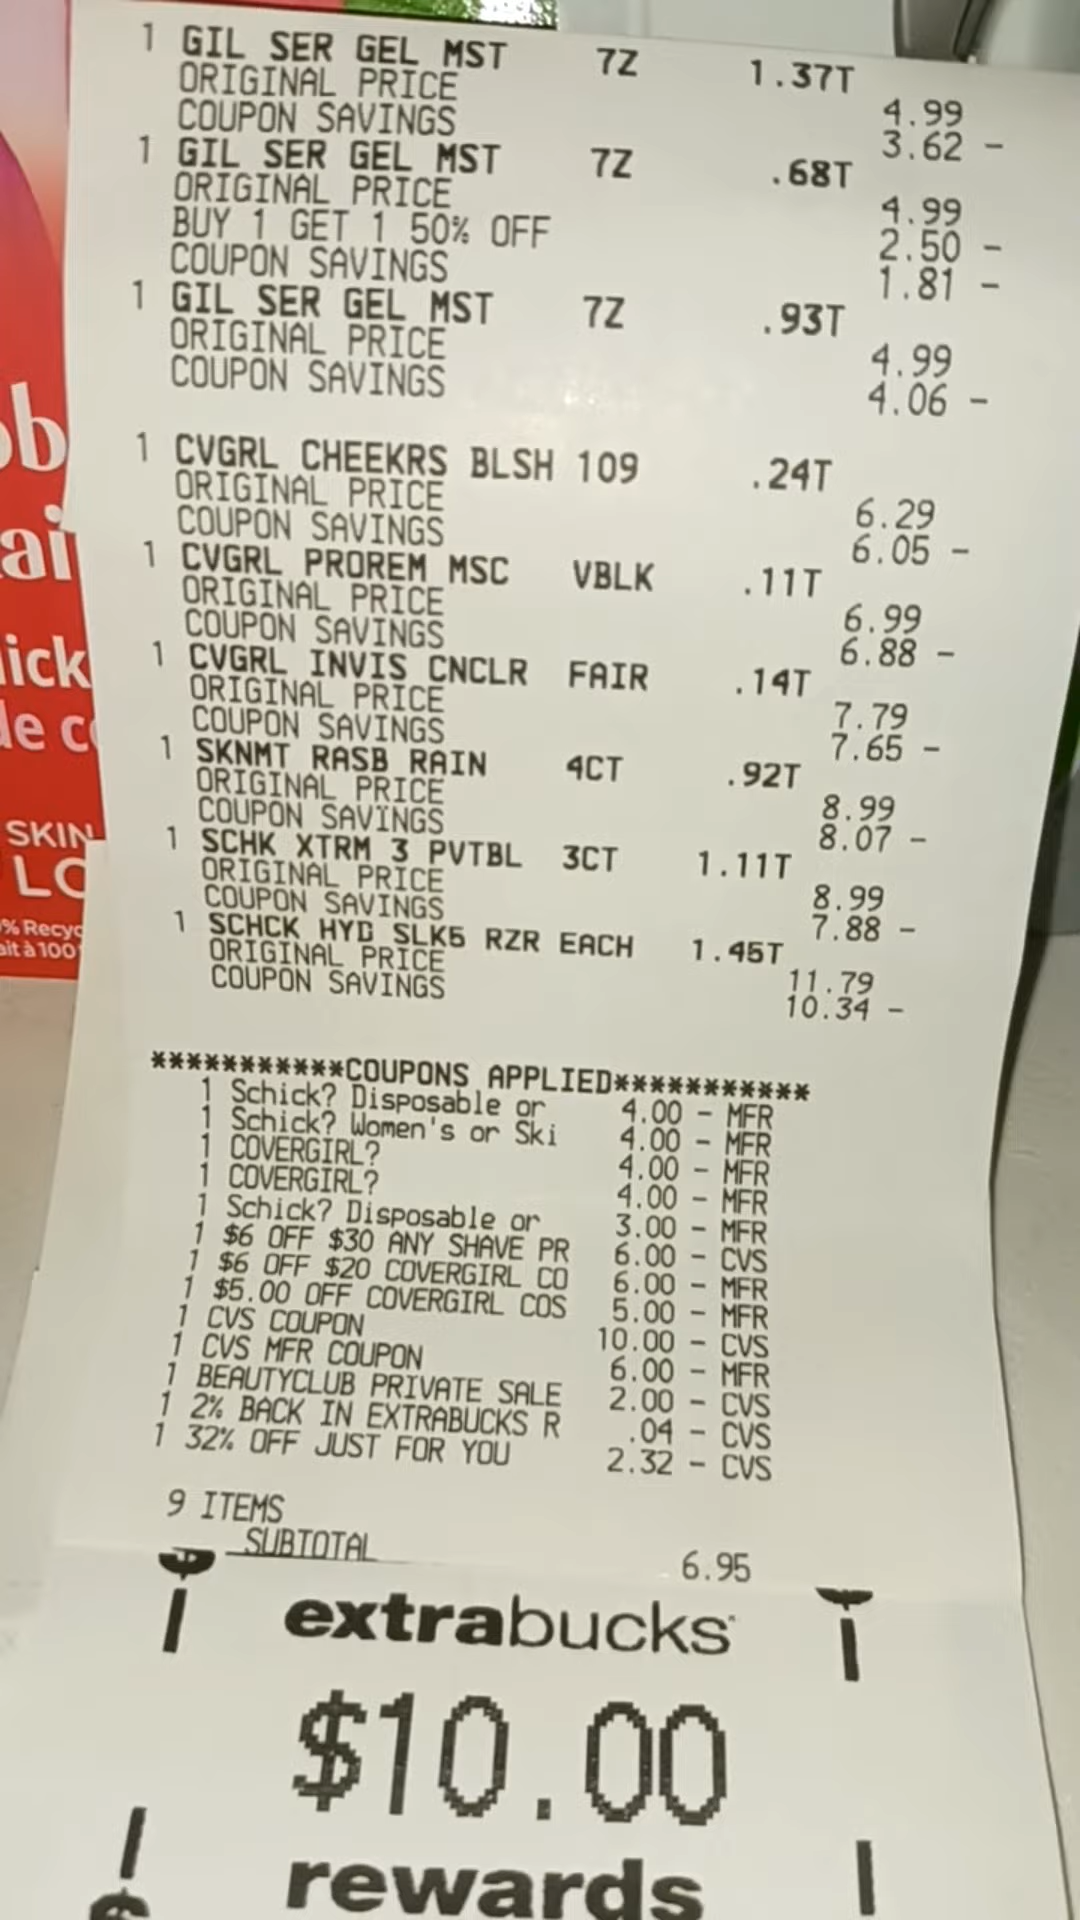 1 GIL SER GEL MST 7Z 1.37T
ORIGINAL PRICE 4.99
COUPON SAVINGS 3.62 -
1 GIL SER GEL MST 7Z .68T
ORIGINAL PRICE 4.99
BUY 1 GET 1 50% OFF 2.50 -
COUPON SAVINGS 1.81 -
1 GIL SER GEL MST 7Z .93T
ORIGINAL PRICE 4.99
COUPON SAVINGS 4.06 -
1 CVGRL CHEEKRS BLSH 109 .24T
ORIGINAL PRICE 6.29
COUPON SAVINGS 6.05 -
1 CVGRL PROREM MSC VBLK .11T
ORIGINAL PRICE 6.99
COUPON SAVINGS 6.88 -
1 CVGRL INVIS CNCLR FAIR .14T
ORIGINAL PRICE 7.79
COUPON SAVINGS 7.65 -
1 SKNMT RASB RAIN 4CT .92T
ORIGINAL PRICE 8.99
COUPON SAVINGS 8.07 -
1 SCHK XTRM 3 PVTBL 3CT 1.11T
ORIGINAL PRICE 8.99
COUPON SAVINGS 7.88 -
1 SCHCK HYD SLK5 RZR EACH 1.45T
ORIGINAL PRICE 11.79
COUPON SAVINGS 10.34 -
***********COUPONS APPLIED***********
1 Schick? Disposable or 4.00 - MFR
1 Schick? Women's or Ski 4.00 - MFR
1 COVERGIRL? 4.00 - MFR
1 COVERGIRL? 4.00 - MFR
1 Schick? Disposable or 3.00 - MFR
1 $6 OFF $30 ANY SHAVE PR 6.00 - CVS
1 $6 OFF $20 COVERGIRL CO 6.00 - MFR
1 $5.00 OFF COVERGIRL COS 5.00 - MFR
1 CVS COUPON 10.00 - CVS
1 CVS MFR COUPON 6.00 - MFR
1 BEAUTYCLUB PRIVATE SALE 2.00 - CVS
1 2% BACK IN EXTRABUCKS R .04 - CVS
1 32% OFF JUST FOR YOU 2.32 - CVS
9 ITEMS
SUBTOTAL 6.95
extrabucks
$10.00
rewards
SKIN